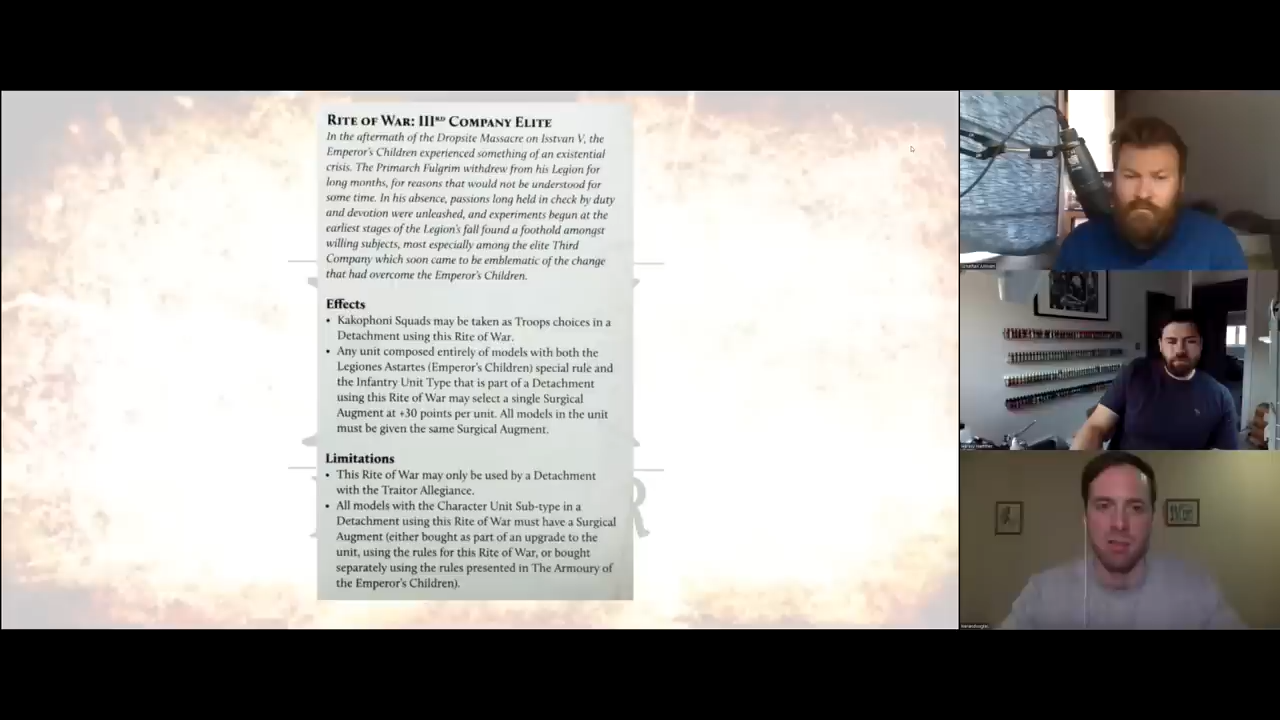 RITE OF WAR: IIIRD COMPANY ELITE
In the aftermath of the Dropsite Massacre on Isstvan V, the
Emperor's Children experienced something of an existential
crisis. The Primarch Fulgrim withdrew from his Legion for
long months, for reasons that would not be understood for
some time. In his absence, passions long held in check by duty
and devotion were unleashed, and experiments begun at the
earliest stages of the Legion's fall found a foothold amongst
willing subjects, most especially among the elite Third
Company which soon came to be emblematic of the change
that had overcome the Emperor's Children.
Effects
• Kakophoni Squads may be taken as Troops choices in a
Detachment using this Rite of War.
• Any unit composed entirely of models with both the
Legiones Astartes (Emperor's Children) special rule and
the Infantry Unit Type that is part of a Detachment
using this Rite of War may select a single Surgical
Augment at +30 points per unit. All models in the unit
must be given the same Surgical Augment.
Limitations
• This Rite of War may only be used by a Detachment
with the Traitor Allegiance.
• All models with the Character Unit Sub-type in a
Detachment using this Rite of War must have a Surgical
Augment (either bought as part of an upgrade to the
unit, using the rules for this Rite of War, or bought
separately using the rules presented in The Armoury of
the Emperor's Children).